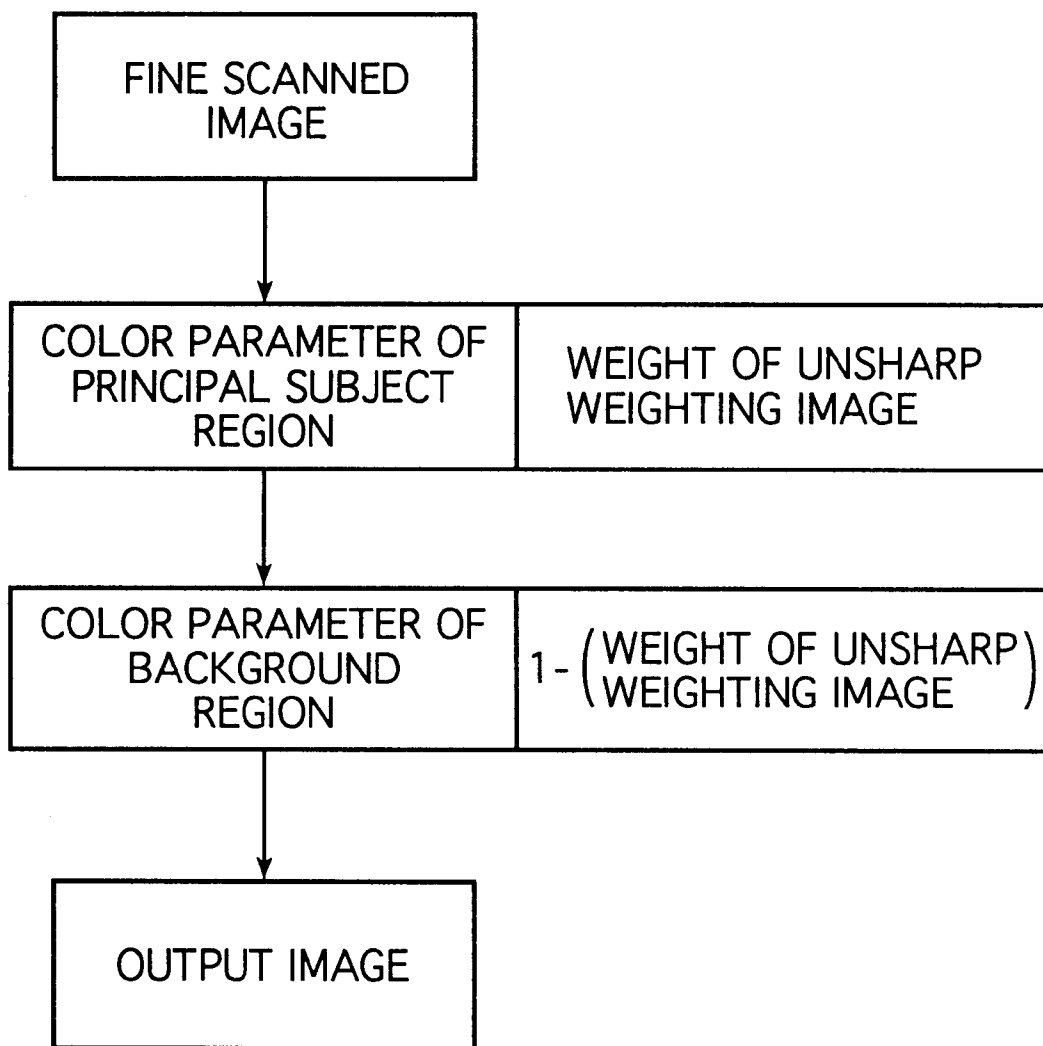 FINE SCANNED
IMAGE
COLOR PARAMETER OF
PRINCIPAL SUBJECT
REGION
WEIGHT OF UNSHARP
WEIGHTING IMAGE
COLOR PARAMETER OF
BACKGROUND
REGION
1-(WEIGHT OF UNSHARP
WEIGHTING IMAGE)
OUTPUT IMAGE